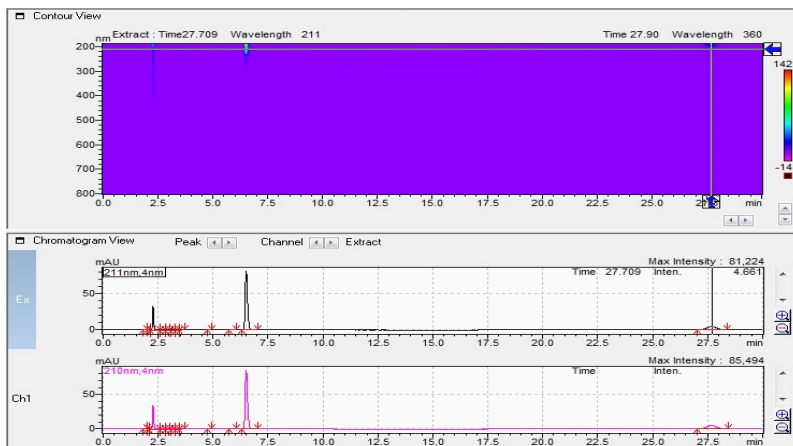 Contour View
nm Extract : Time27.709 Wavelength 211 Time 27.90 Wavelength 360
200
300
400
500
600
700
800
142
-14
0.0 2.5 5.0 7.5 10.0 12.5 15.0 17.5 20.0 22.5 25.0 min
Chromatogram View Peak Channel Extract
mAU Max Intensity : 81,224
211nm,4nm Time 27.709 Inten. 4.661
50
0
0.0 2.5 5.0 7.5 10.0 12.5 15.0 17.5 20.0 22.5 25.0 27.5 min
Ex
mAU Max Intensity : 85,494
210nm,4nm Time Inten.
50
0
0.0 2.5 5.0 7.5 10.0 12.5 15.0 17.5 20.0 22.5 25.0 27.5 min
Ch1